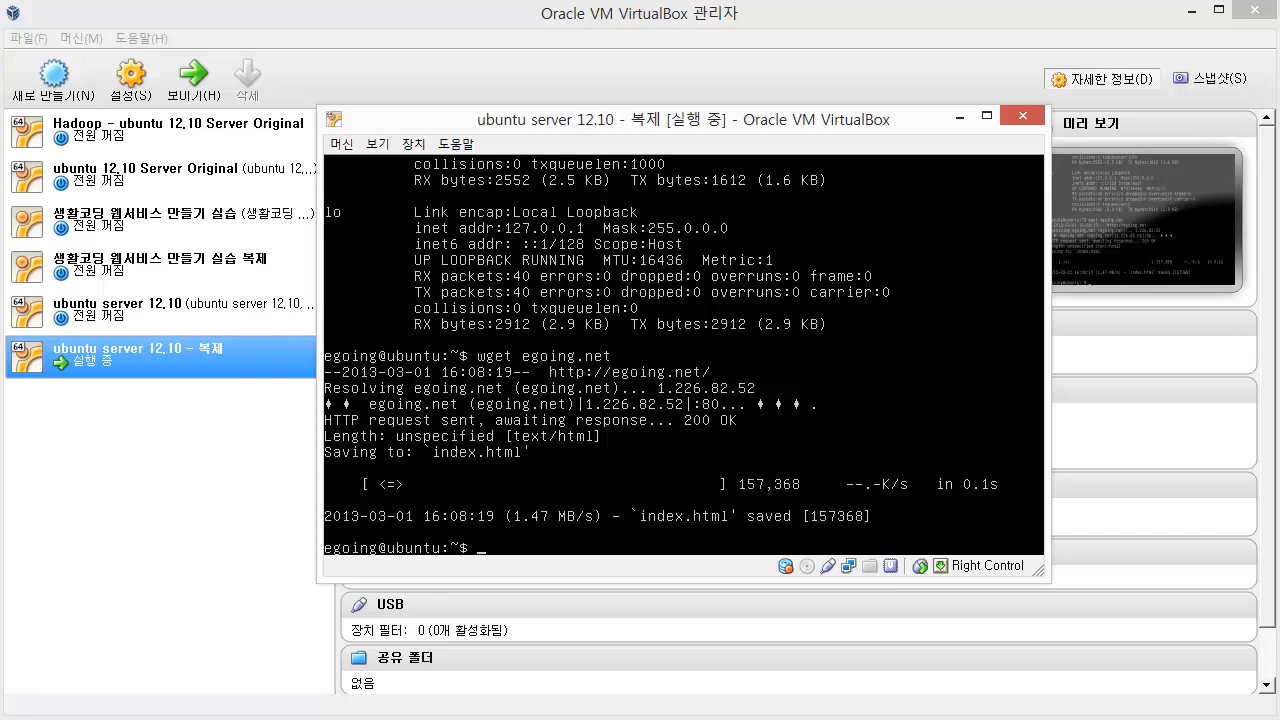 Oracle VM VirtualBox 관리자
파일(F) 머신(M) 도움말(H)
새로 만들기(N) 설정(S) 보이기(H) 삭제
자세한 정보(D) 스냅샷(S)
64 Hadoop - ubuntu 12.10 Server Original
전원 꺼짐
64 ubuntu 12.10 Server Original (ubuntu 12,..
전원 꺼짐
생활코딩 웹서비스 만들기 실습 (생활코딩 ...)
전원 꺼짐
생활코딩 웹서비스 만들기 실습 복제
전원 꺼짐
64 ubuntu server 12.10 (ubuntu server 12.10, ..
전원 꺼짐
64 ubuntu server 12.10 - 복제
실행 중
미리 보기
ubuntu server 12.10 - 복제 [실행 중] - Oracle VM VirtualBox
머신 보기 장치 도움말
collisions:0 txqueuelen:1000
RX bytes:2552 (2.5 KB) TX bytes:1612 (1.6 KB)
lo Link encap:Local Loopback
inet addr:127.0.0.1 Mask:255.0.0.0
inet6 addr: ::1/128 Scope:Host
UP LOOPBACK RUNNING MTU:16436 Metric:1
RX packets:40 errors:0 dropped:0 overruns:0 frame:0
TX packets:40 errors:0 dropped:0 overruns:0 carrier:0
collisions:0 txqueuelen:0
RX bytes:2912 (2.9 KB) TX bytes:2912 (2.9 KB)
egoing@ubuntu:~$ wget egoing.net
--2013-03-01 16:08:19-- http://egoing.net/
Resolving egoing.net (egoing.net)... 1.226.82.52
♦ ♦ egoing.net (egoing.net)|1.226.82.52|:80... ♦ ♦ ♦ .
HTTP request sent, awaiting response... 200 OK
Length: unspecified [text/html]
Saving to: `index.html'
[ <=> ] 157,368 --.-K/s in 0.1s
2013-03-01 16:08:19 (1.47 MB/s) - `index.html' saved [157368]
egoing@ubuntu:~$ _
Right Control
USB
장치 필터: 0 (0개 활성화됨)
공유 폴더
없음